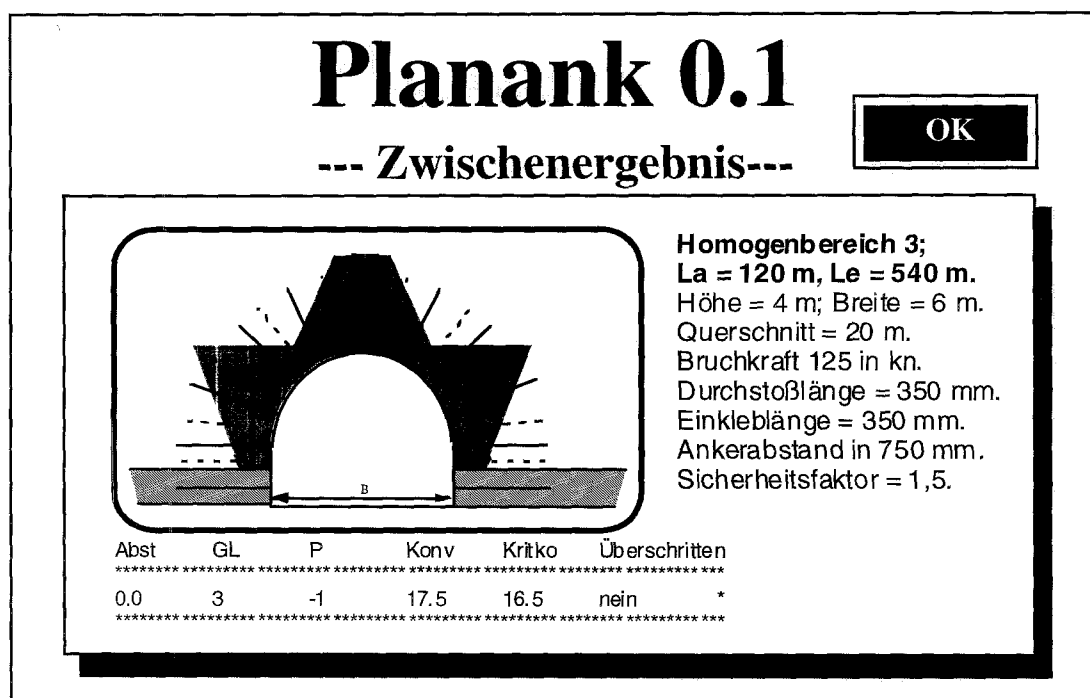 Planank 0.1
OK
--- Zwischenergebnis---
Homogenbereich 3;
La = 120 m, Le = 540 m.
Höhe = 4 m; Breite = 6 m.
Querschnitt = 20 m.
Bruchkraft 125 in kn.
Durchstoßlänge = 350 mm.
Einkleblänge = 350 mm.
Ankerabstand in 750 mm.
Sicherheitsfaktor = 1,5.
B
Abst GL P Konv Kritko Überschritten
******** ********* ********* ********* ********* ********* ********* ***
0.0 3 -1 17.5 16.5 nein *
******** ********* ********* ********* ********* ********* ********* ***